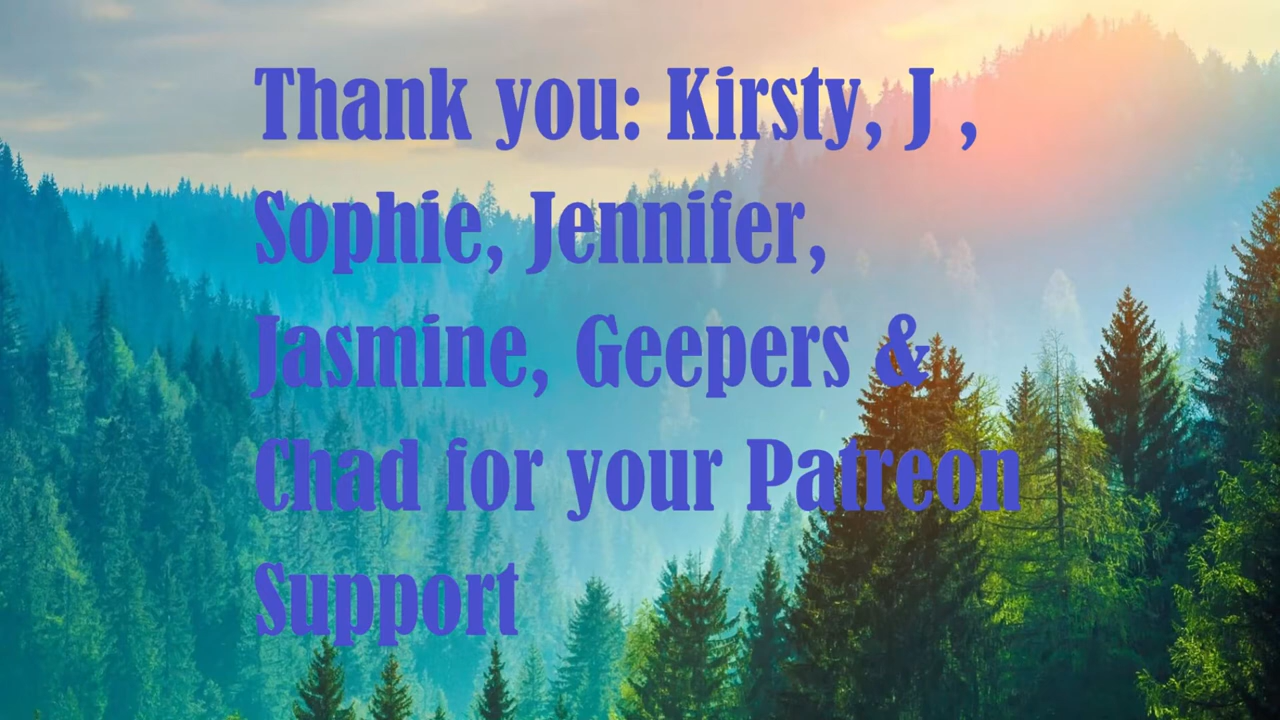 Thank you: Kirsty, J ,
Sophie, Jennifer,
Jasmine, Geepers &
Chad for your Patreon
Support